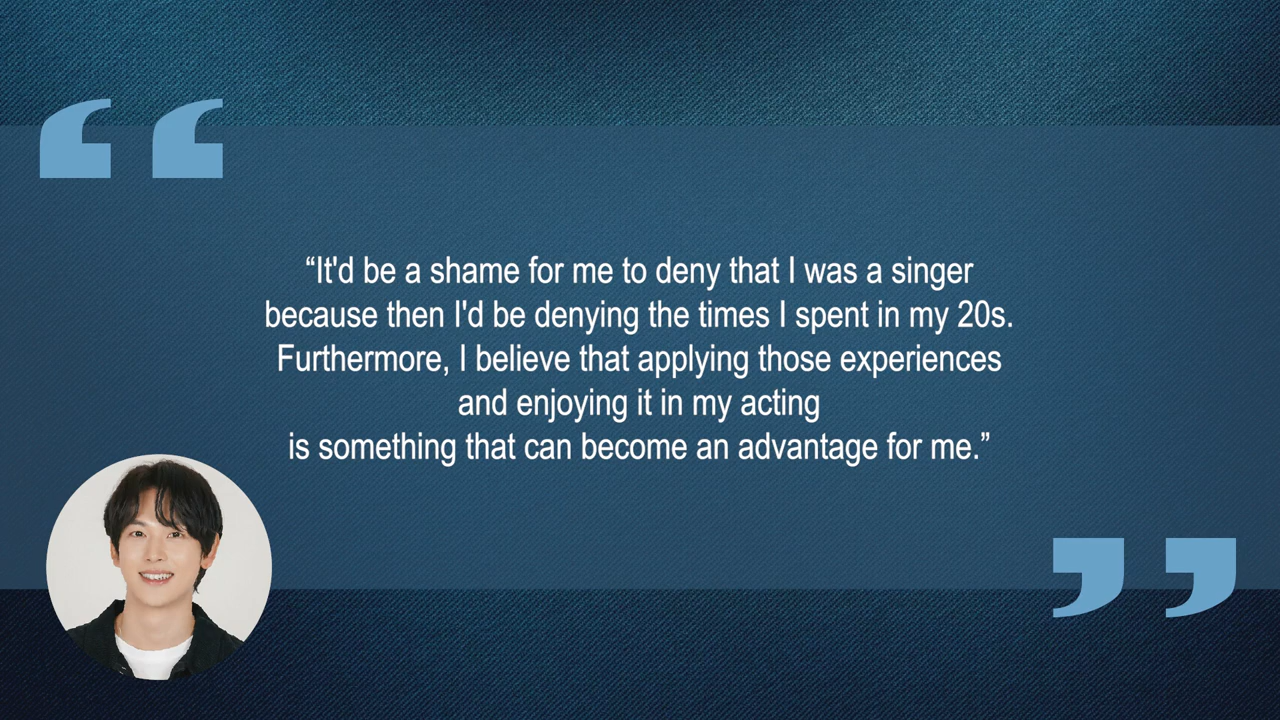 “It'd be a shame for me to deny that I was a singer
because then I'd be denying the times I spent in my 20s.
Furthermore, I believe that applying those experiences
and enjoying it in my acting
is something that can become an advantage for me.”